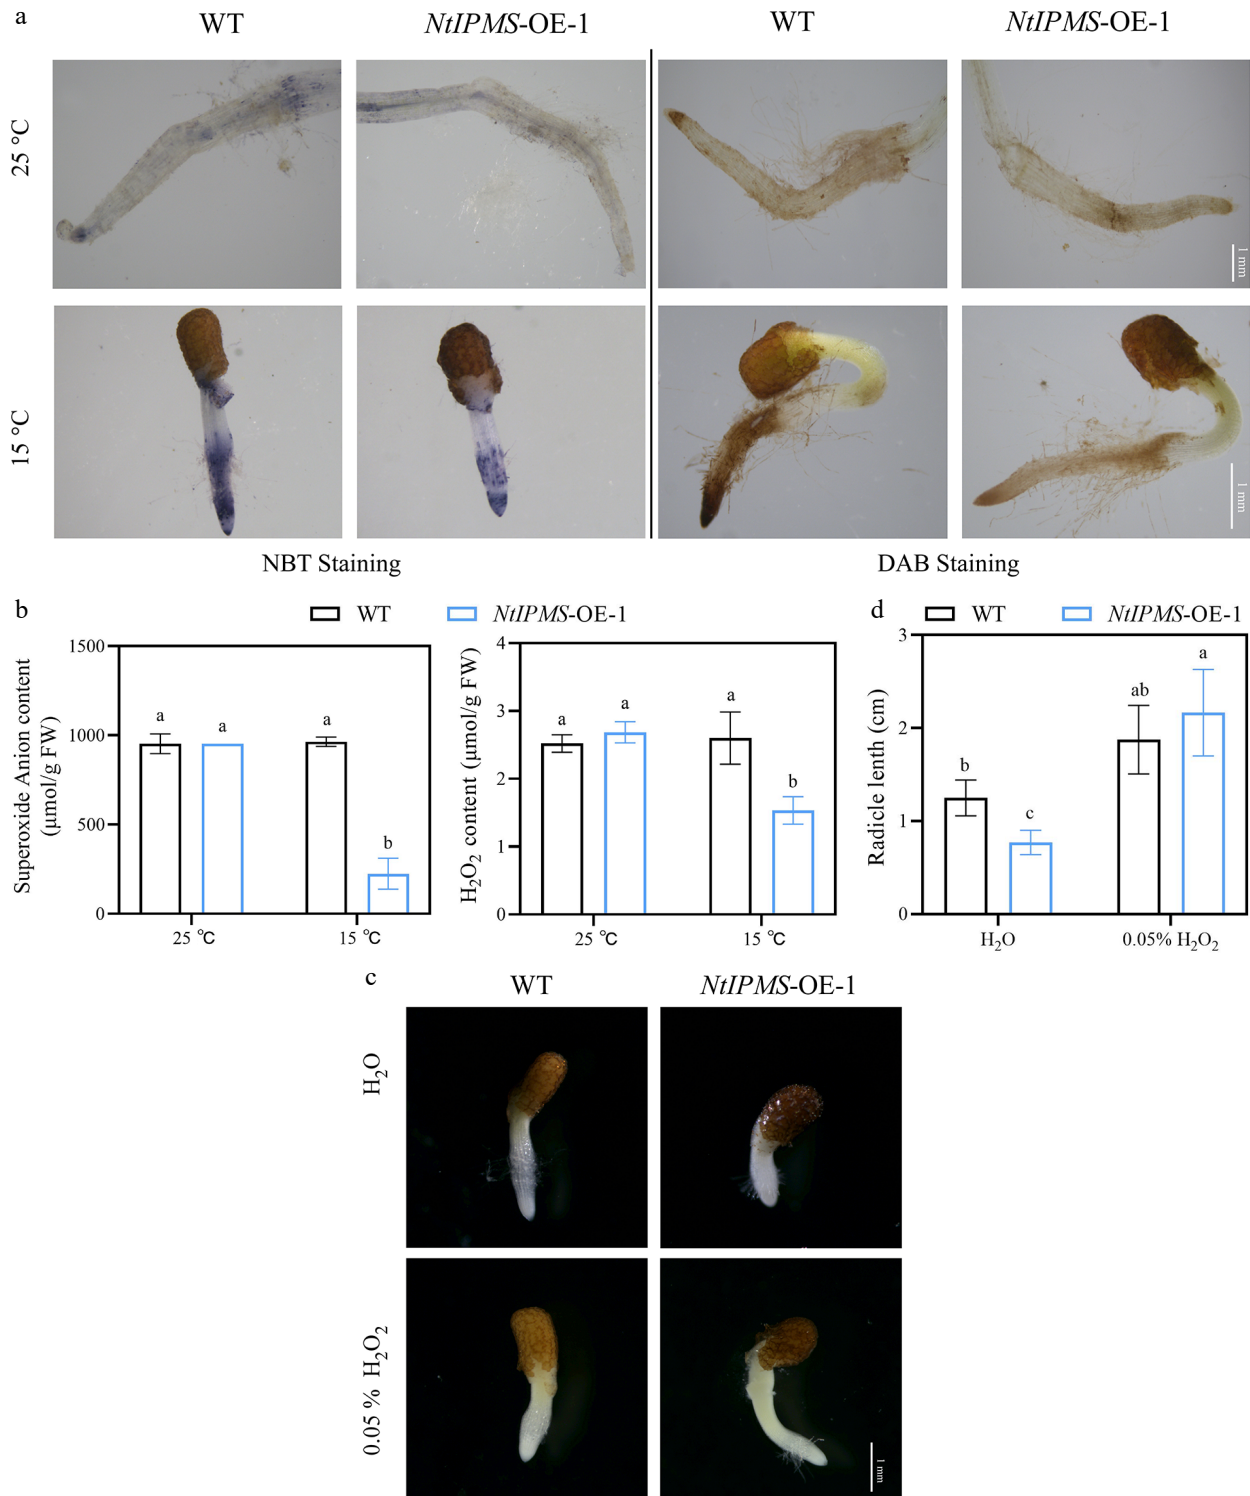 a
WT
NtIPMS-OE-1
WT
NtIPMS-OE-1
25 °C
1 mm
15 °C
1 mm
NBT Staining
DAB Staining
b
WT
NtIPMS-OE-1
Superoxide Anion content
(μmol/g FW)
1500
1000
500
0
a
a
a
b
25 ℃
15 ℃
H₂O₂ content (μmol/g FW)
4
3
2
1
0
a
a
a
b
25 ℃
15 ℃
d
WT
NtIPMS-OE-1
Radicle lenth (cm)
3
2
1
0
b
c
ab
a
H₂O
0.05% H₂O₂
c
WT
NtIPMS-OE-1
H₂O
0.05 % H₂O₂
1 mm